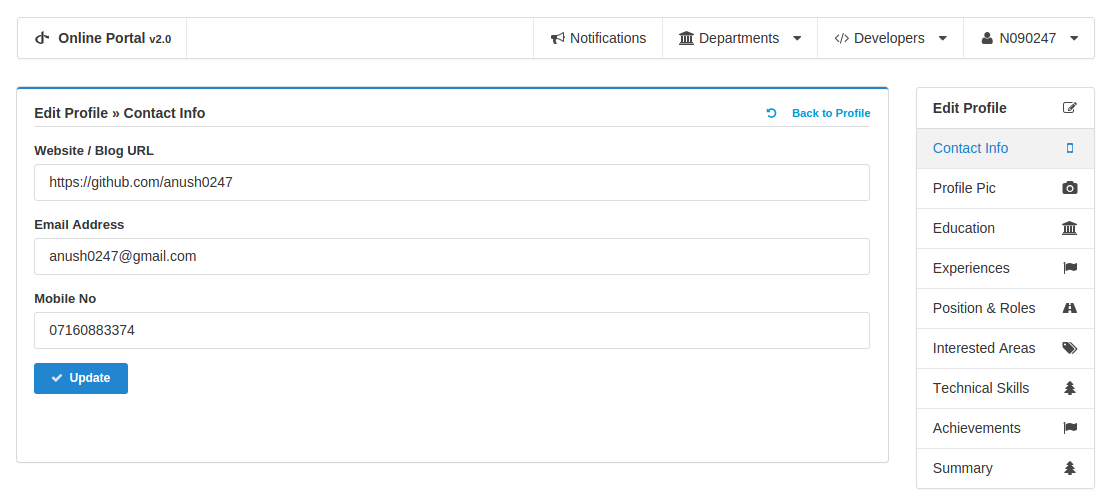 Online Portal v2.0
Notifications
Departments
Developers
N090247
Edit Profile » Contact Info
Back to Profile
Website / Blog URL
https://github.com/anush0247
Email Address
anush0247@gmail.com
Mobile No
07160883374
Update
Edit Profile
Contact Info
Profile Pic
Education
Experiences
Position & Roles
Interested Areas
Technical Skills
Achievements
Summary